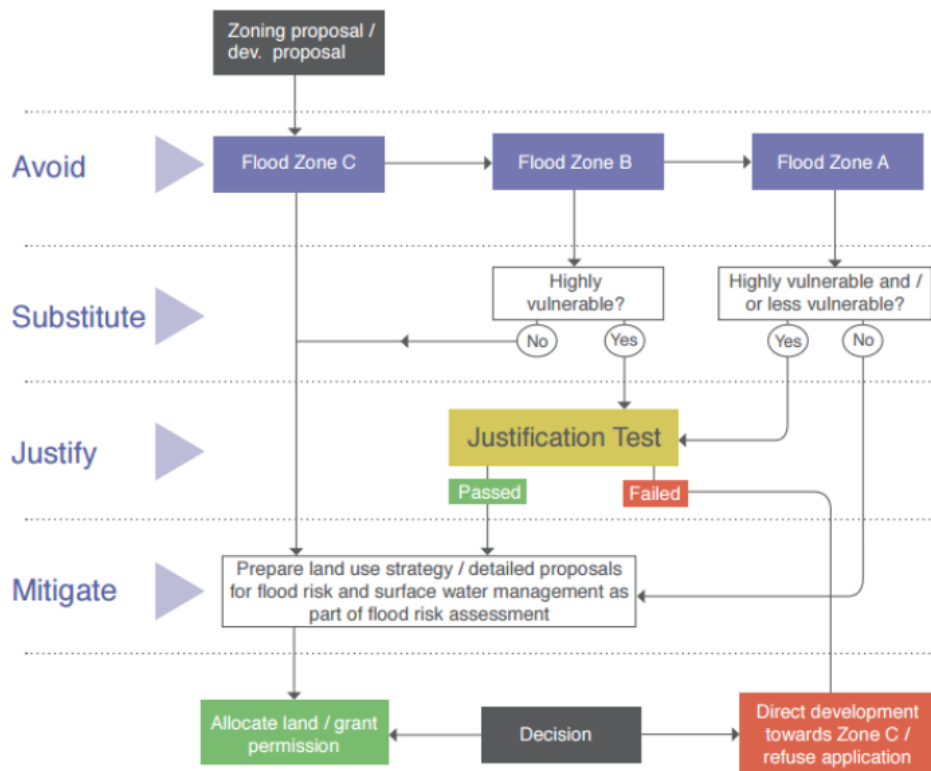 Zoning proposal /
dev. proposal
Avoid
Flood Zone C
Flood Zone B
Flood Zone A
Substitute
Highly
vulnerable?
Highly vulnerable and /
or less vulnerable?
No
Yes
Yes
No
Justify
Justification Test
Passed
Failed
Mitigate
Prepare land use strategy / detailed proposals
for flood risk and surface water management as
part of flood risk assessment
Allocate land / grant
permission
Decision
Direct development
towards Zone C /
refuse application